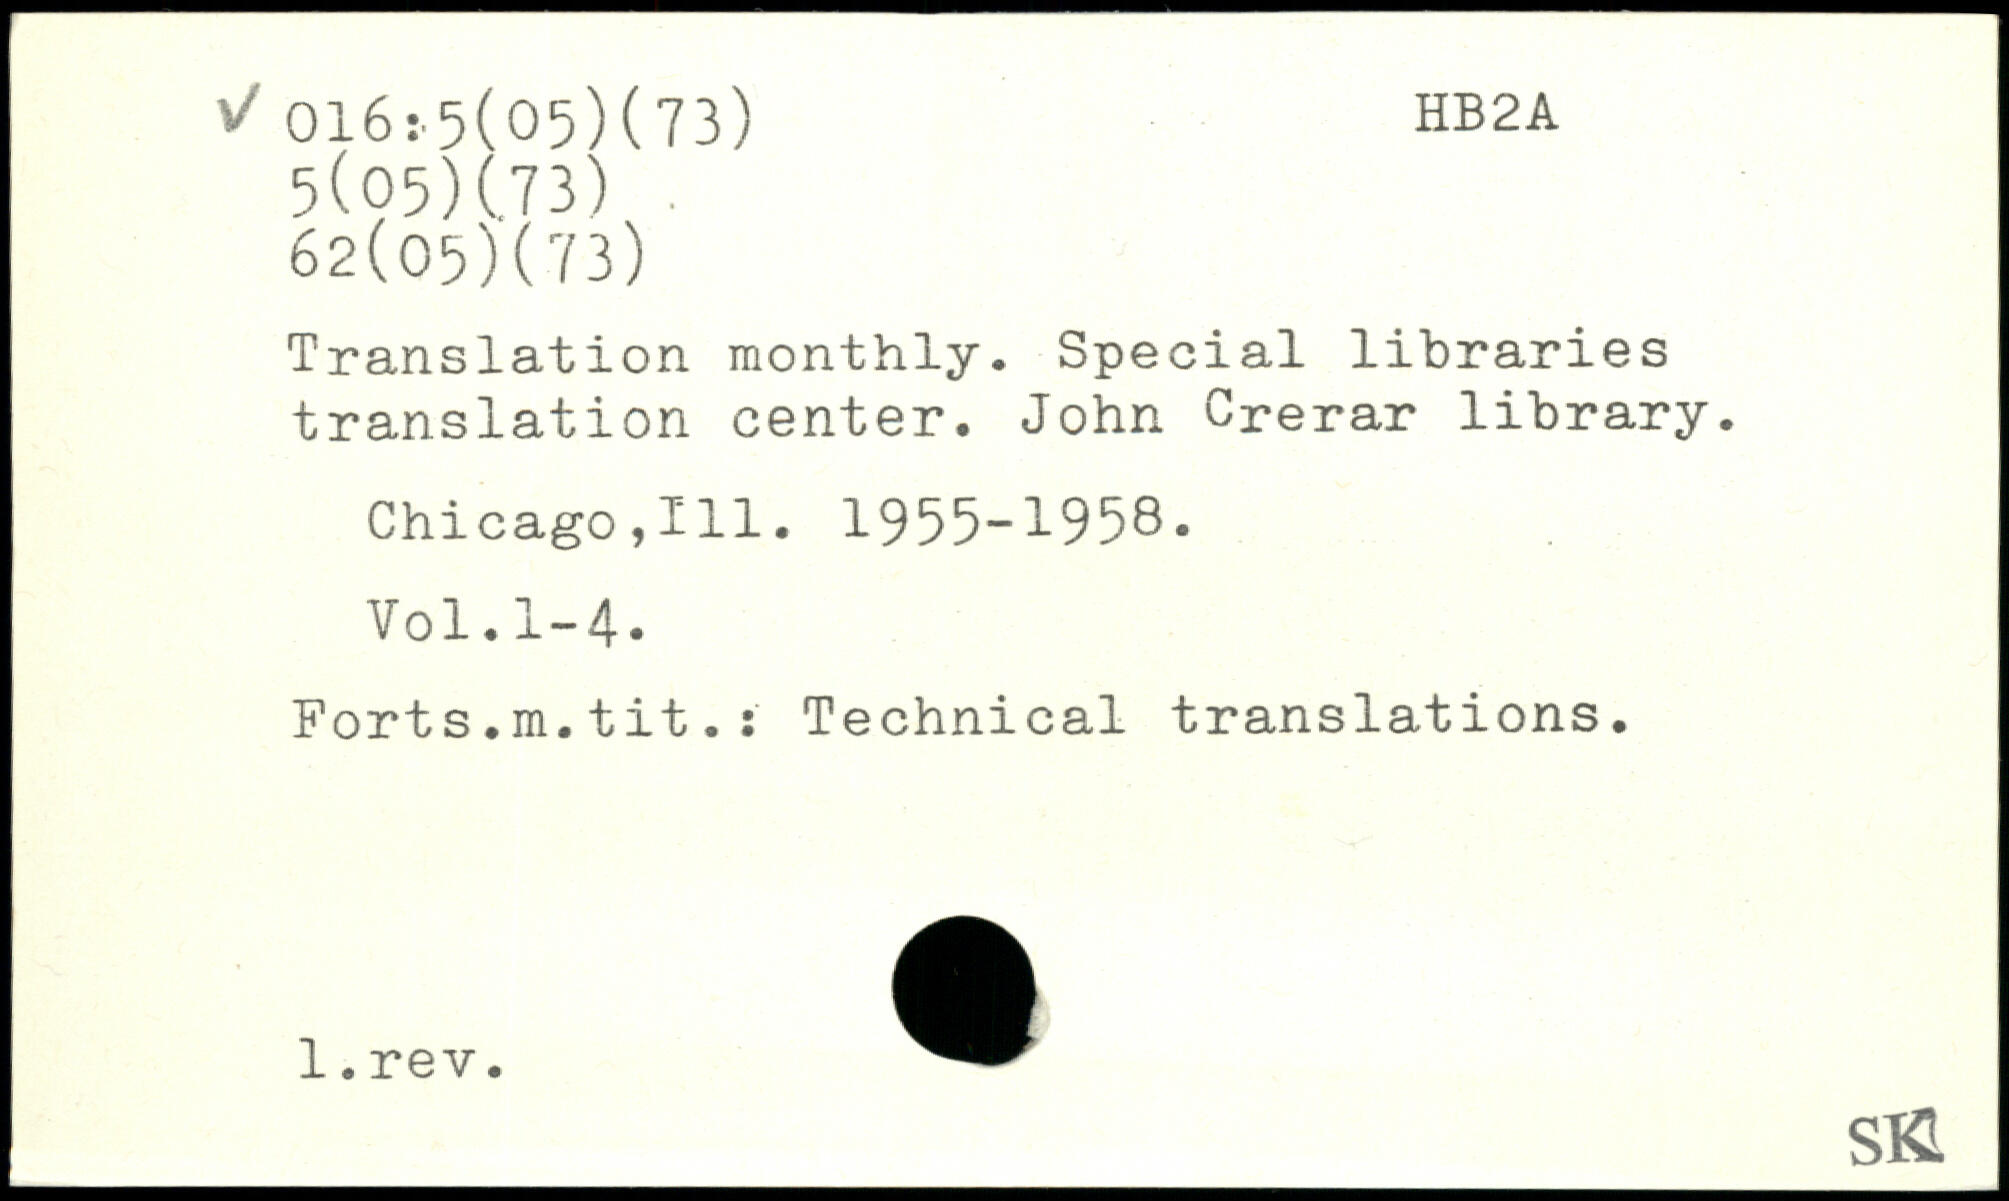 ✓ 016:5(05)(73) HB2A
5(05)(73)
62(05)(73)
Translation monthly. Special libraries
translation center. John Crerar library.
Chicago,Ill. 1955-1958.
Vol.1-4.
Forts.m.tit.: Technical translations.
1.rev.
SK